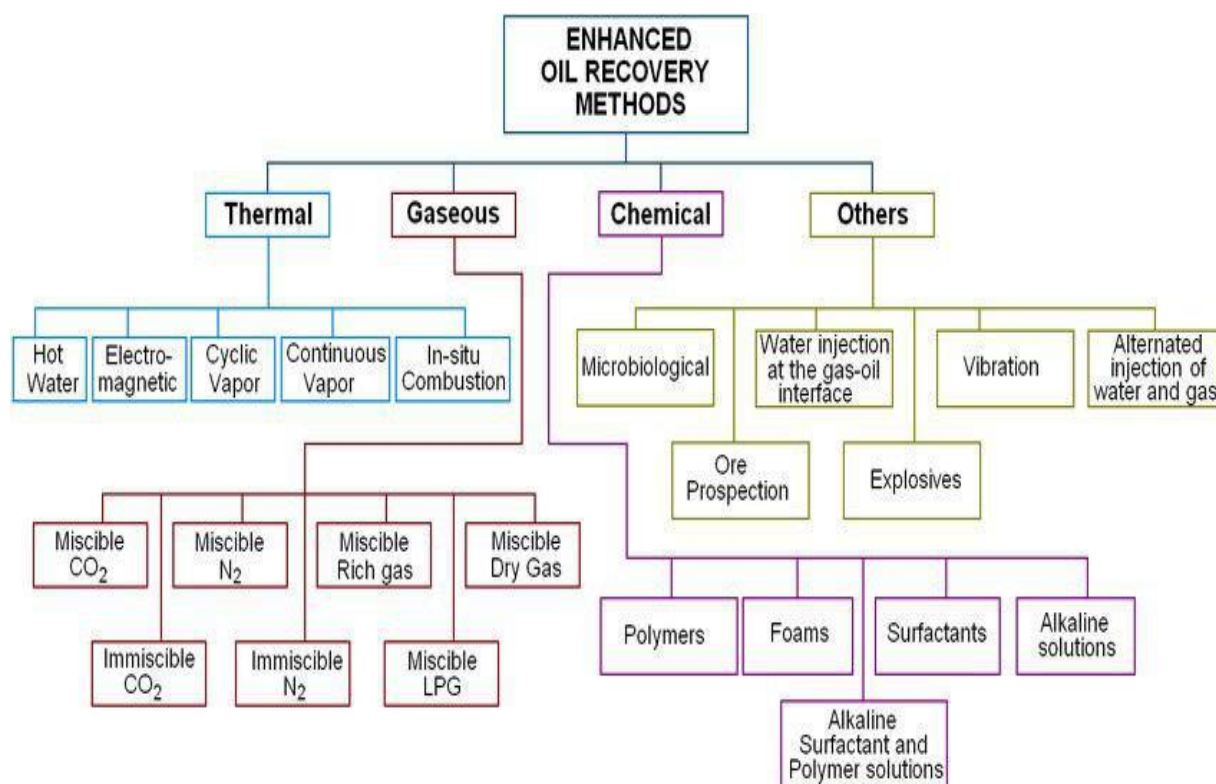 ENHANCED
OIL RECOVERY
METHODS
Thermal
Gaseous
Chemical
Others
Hot
Water
Electro-
magnetic
Cyclic
Vapor
Continuous
Vapor
In-situ
Combustion
Microbiological
Water injection
at the gas-oil
interface
Vibration
Alternated
injection of
water and gas
Ore
Prospection
Explosives
Miscible
CO₂
Miscible
N₂
Miscible
Rich gas
Miscible
Dry Gas
Immiscible
CO₂
Immiscible
N₂
Miscible
LPG
Polymers
Foams
Surfactants
Alkaline
solutions
Alkaline
Surfactant and
Polymer solutions